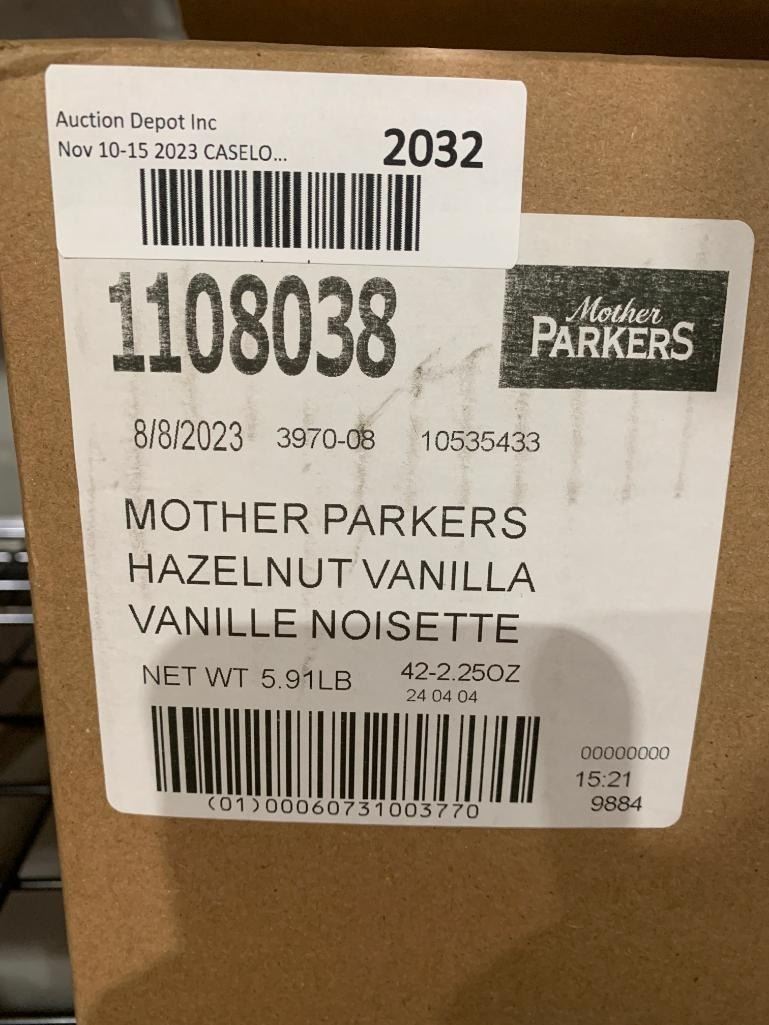 Auction Depot Inc
Nov 10-15 2023 CASELO...
2032
1108038
Mother
PARKERS
8/8/2023 3970-08 10535433
MOTHER PARKERS
HAZELNUT VANILLA
VANILLE NOISETTE
NET WT 5.91LB 42-2.25OZ
24 04 04
(01)00060731003770
00000000
15:21
9884